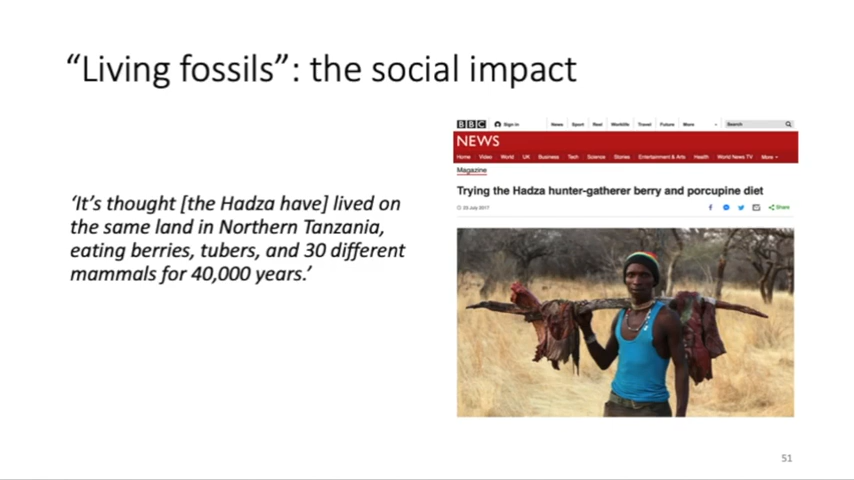 “Living fossils”: the social impact
‘It’s thought [the Hadza have] lived on
the same land in Northern Tanzania,
eating berries, tubers, and 30 different
mammals for 40,000 years.’
BBC Sign in News Sport Reel Worklife Travel Future More Search
NEWS
Home Video World UK Business Tech Science Stories Entertainment & Arts Health World News TV More
Magazine
Trying the Hadza hunter-gatherer berry and porcupine diet
Share
51